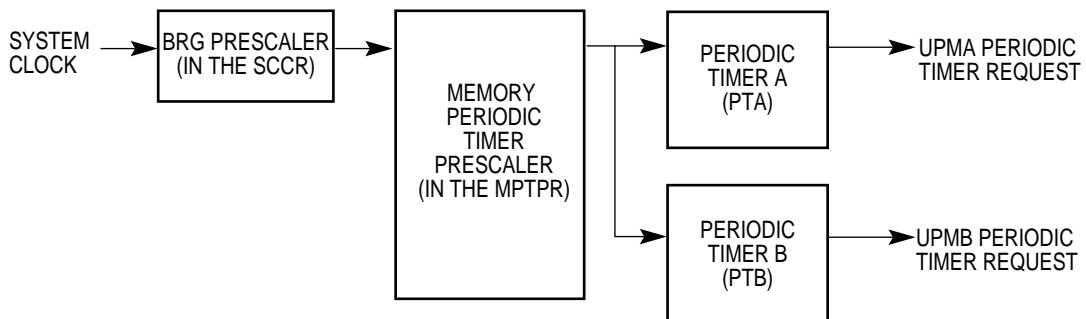 SYSTEM
CLOCK
BRG PRESCALER
(IN THE SCCR)
MEMORY
PERIODIC
TIMER
PRESCALER
(IN THE MPTPR)
PERIODIC
TIMER A
(PTA)
UPMA PERIODIC
TIMER REQUEST
PERIODIC
TIMER B
(PTB)
UPMB PERIODIC
TIMER REQUEST